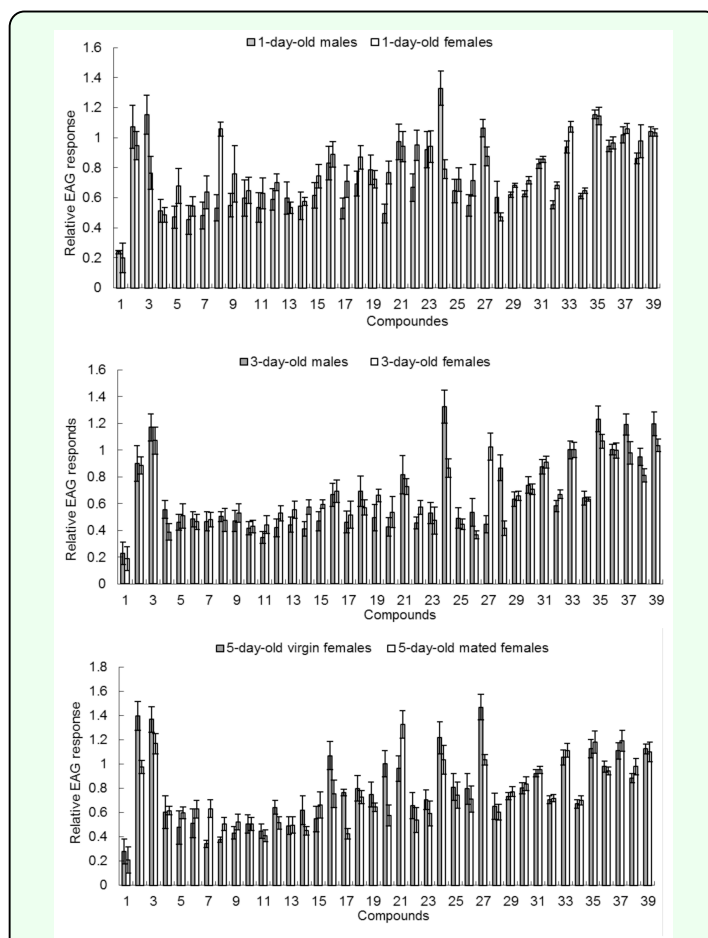 1-day-old males 1-day-old females
Relative EAG response
1.6
1.4
1.2
1
0.8
0.6
0.4
0.2
0
1 3 5 7 9 11 13 15 17 19 21 23 25 27 29 31 33 35 37 39
Compoundes
3-day-old males 3-day-old females
Relative EAG responds
1.6
1.4
1.2
1
0.8
0.6
0.4
0.2
0
1 3 5 7 9 11 13 15 17 19 21 23 25 27 29 31 33 35 37 39
Compounds
5-day-old virgin females 5-day-old mated females
Relative EAG response
1.8
1.6
1.4
1.2
1
0.8
0.6
0.4
0.2
0
1 3 5 7 9 11 13 15 17 19 21 23 25 27 29 31 33 35 37 39
Compounds